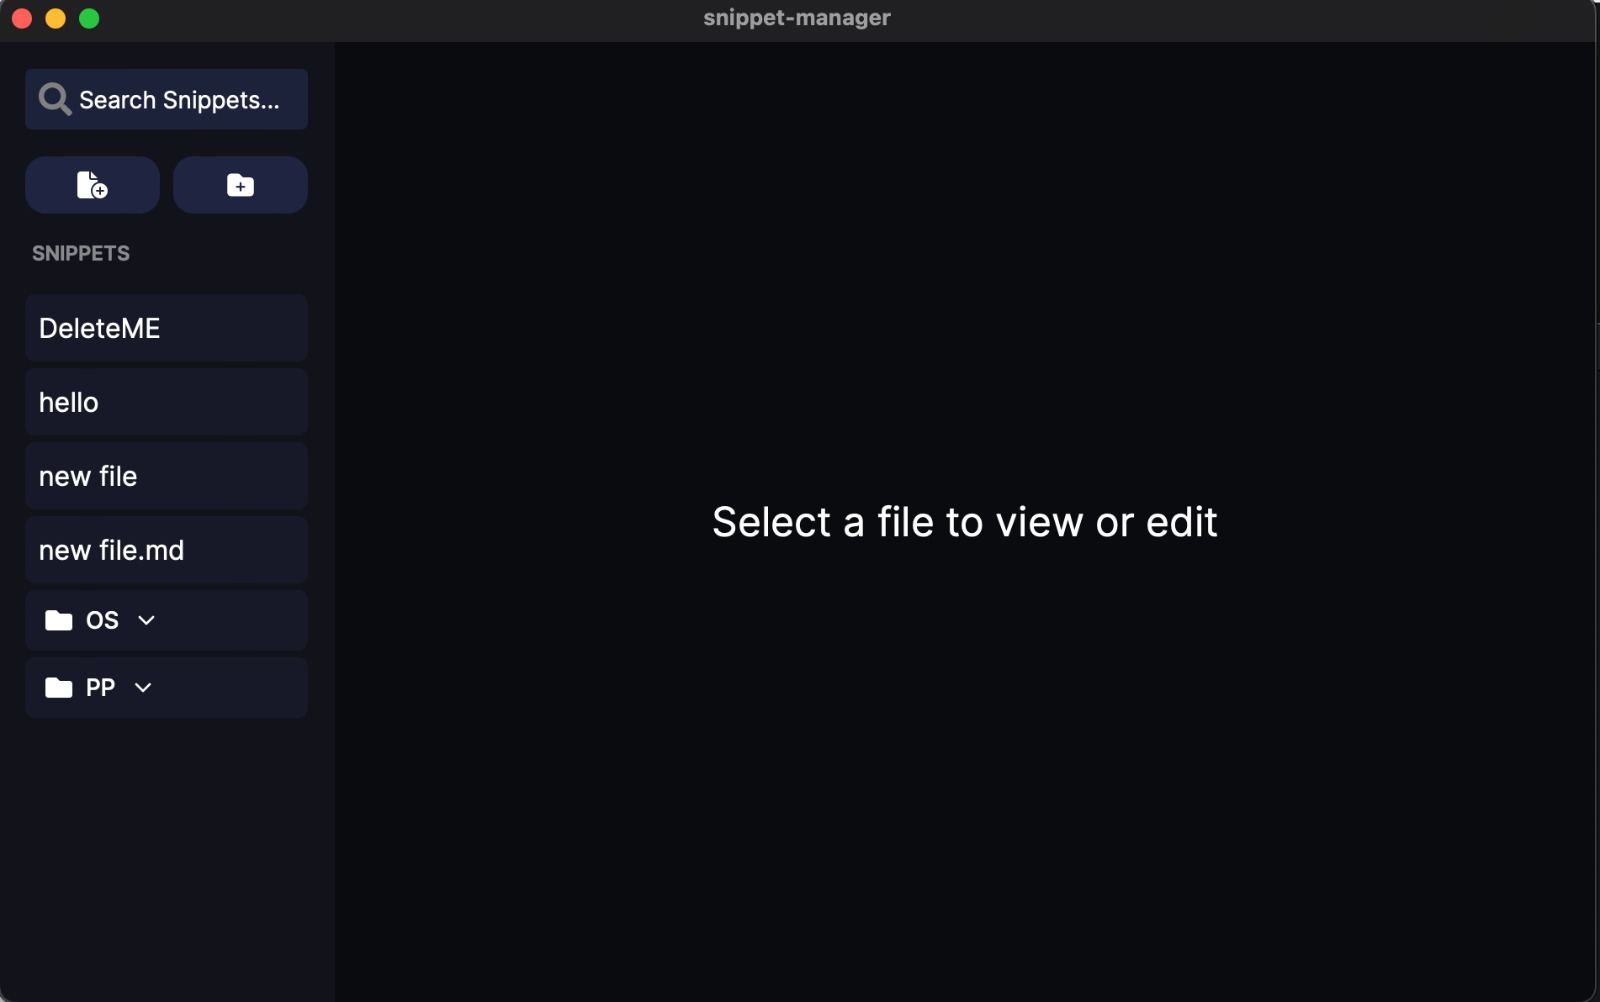 snippet-manager
Search Snippets...
SNIPPETS
DeleteME
hello
new file
new file.md
OS
PP
Select a file to view or edit